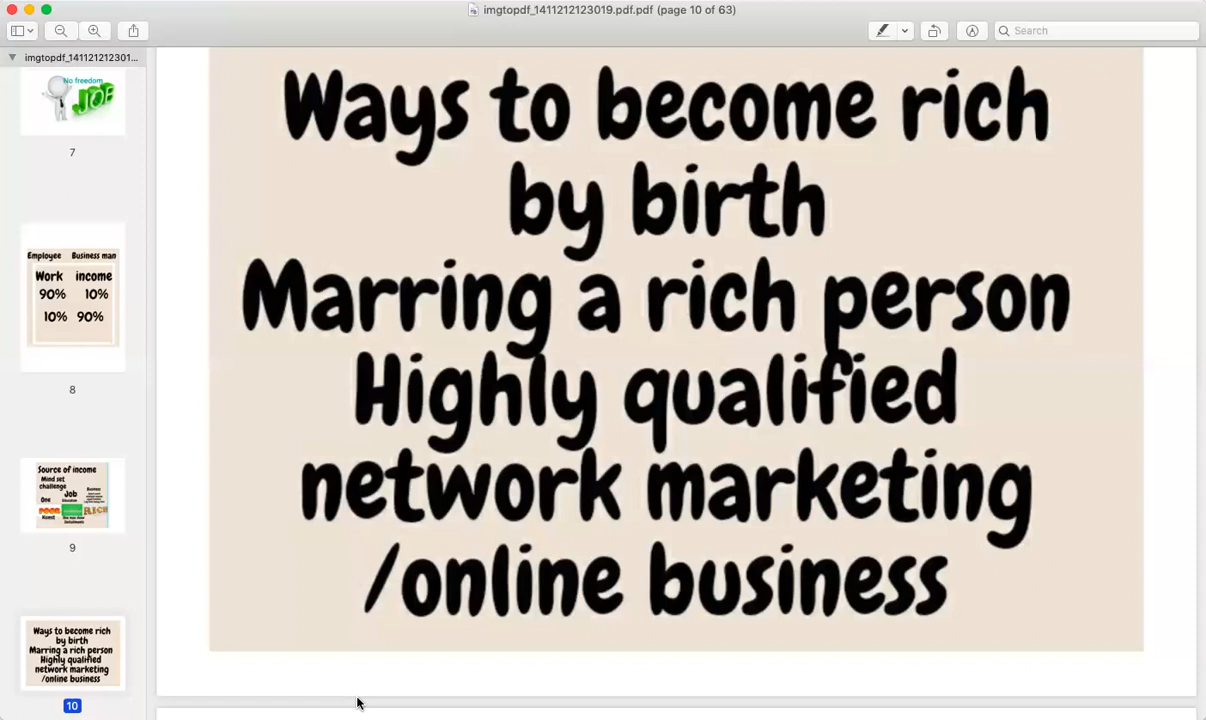 imgtopdf_1411212123019.pdf.pdf (page 10 of 63)
Search
imgtopdf_141121212301...
No freedom
JOB
7
Employee Business man
Work income
90% 10%
10% 90%
8
Source of income
Mind set
challenge
Job
One
Business
POOR
RICH
9
Ways to become rich
by birth
Marring a rich person
Highly qualified
network marketing
/online business
10
Ways to become rich
by birth
Marring a rich person
Highly qualified
network marketing
/online business